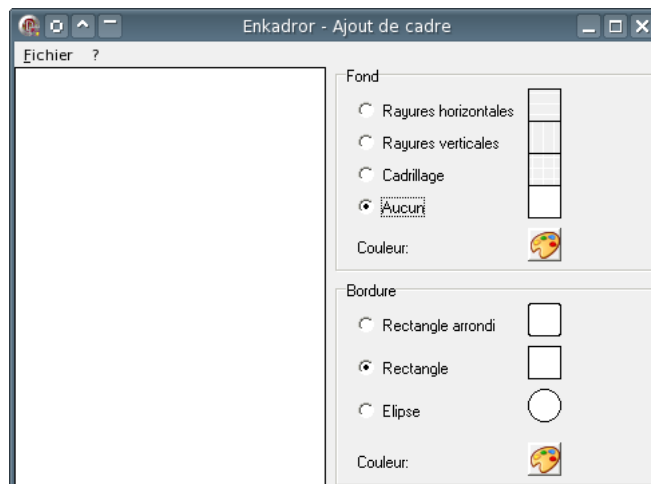 Enkadror - Ajout de cadre
Fichier ?
Fond
Rayures horizontales
Rayures verticales
Cadrillage
Aucun
Couleur:
Bordure
Rectangle arrondi
Rectangle
Elipse
Couleur: